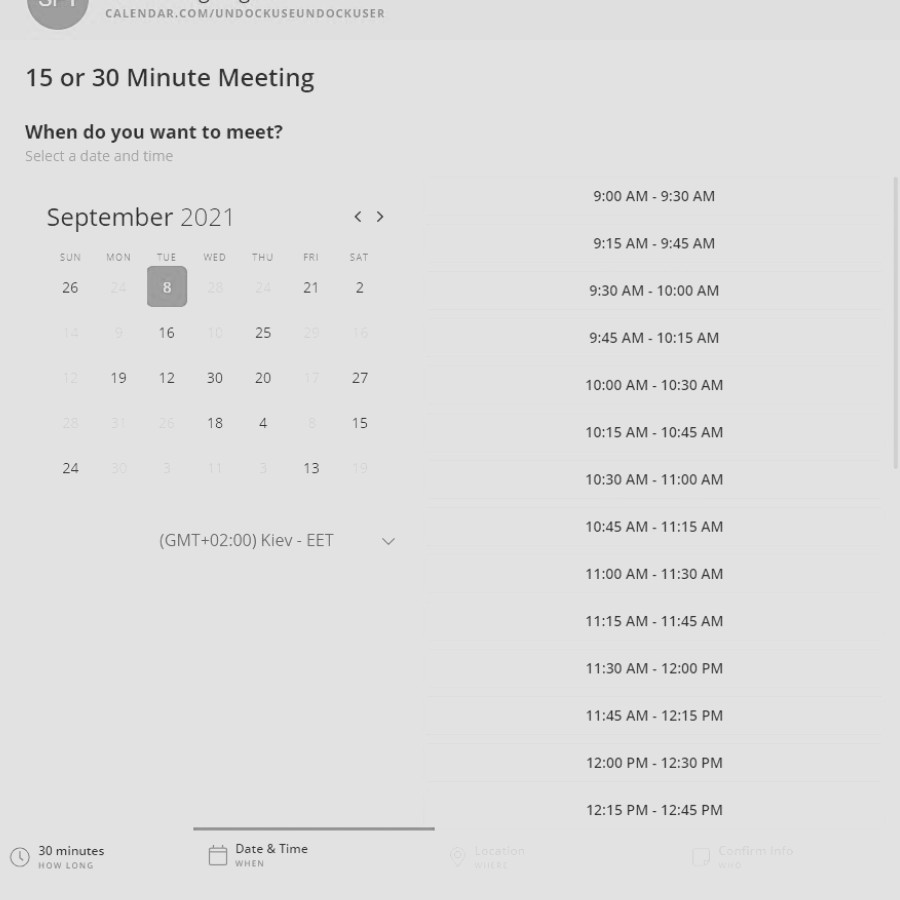 CALENDAR.COM/UNDOCKUSEUNDOCKUSER
15 or 30 Minute Meeting
When do you want to meet?
Select a date and time
September 2021
SUN MON TUE WED THU FRI SAT
26 24 8 28 24 21 2
14 9 16 10 25 29 16
12 19 12 30 20 17 27
28 31 26 18 4 8 15
24 30 3 11 3 13 19
(GMT+02:00) Kiev - EET
9:00 AM - 9:30 AM
9:15 AM - 9:45 AM
9:30 AM - 10:00 AM
9:45 AM - 10:15 AM
10:00 AM - 10:30 AM
10:15 AM - 10:45 AM
10:30 AM - 11:00 AM
10:45 AM - 11:15 AM
11:00 AM - 11:30 AM
11:15 AM - 11:45 AM
11:30 AM - 12:00 PM
11:45 AM - 12:15 PM
12:00 PM - 12:30 PM
12:15 PM - 12:45 PM
30 minutes
HOW LONG
Date & Time
WHEN
Location
WHERE
Confirm Info
WHO